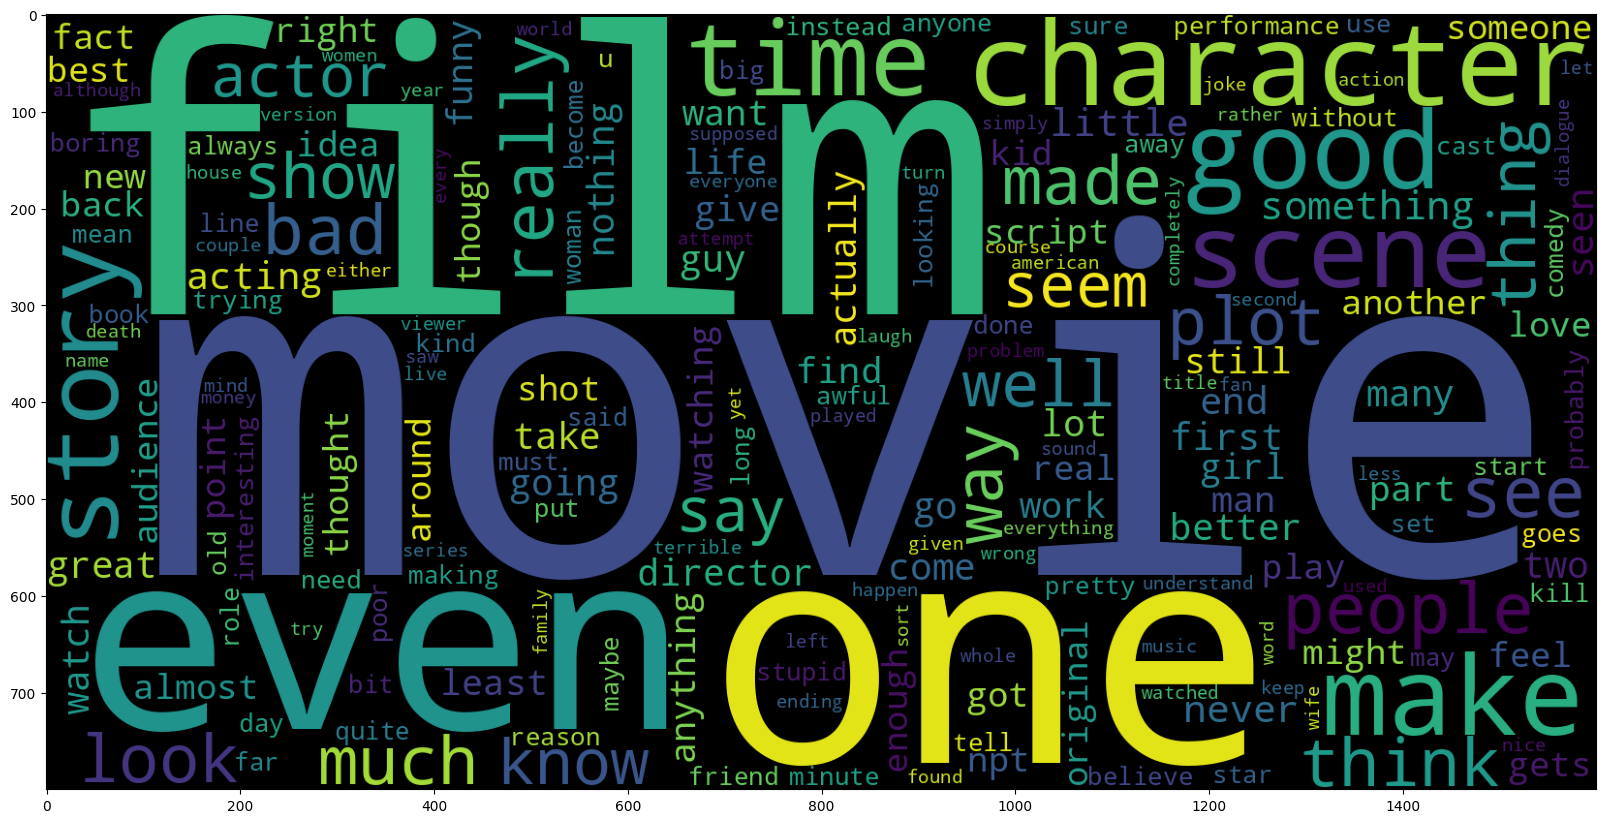 0
100
200
300
400
500
600
700
0 200 400 600 800 1000 1200 1400
film
movie
even one
story
time character
fact right women funny world u instead anyone sure performance use someone
best actor big joke action let
although year really
version want supposed simply little rather without
boring always idea become nothing life kid away good cast dialogue
new house show every though everyone turn made thing
back line woman give actually looking completely something seen
mean couple bad attempt script scene comedy
acting either guy course american
trying seem another
book second
death viewer laugh done plot love
name kind saw live watching find problem still
mind money shot awful well title fan many probably
audience said yet played end
point interesting thought around take long lot way first
must sound real girl less start
going go work man part see
old moment put say everything better set goes
great series terrible given wrong
need making director come pretty understand play two
happen used kill
role poor family anything sort people
watch try maybe left whole original music word might may feel
almost bit least stupid enough watched keep make
day ending got never wife
quite reason tell
look far much know found npt star think nice gets
friend minute believe